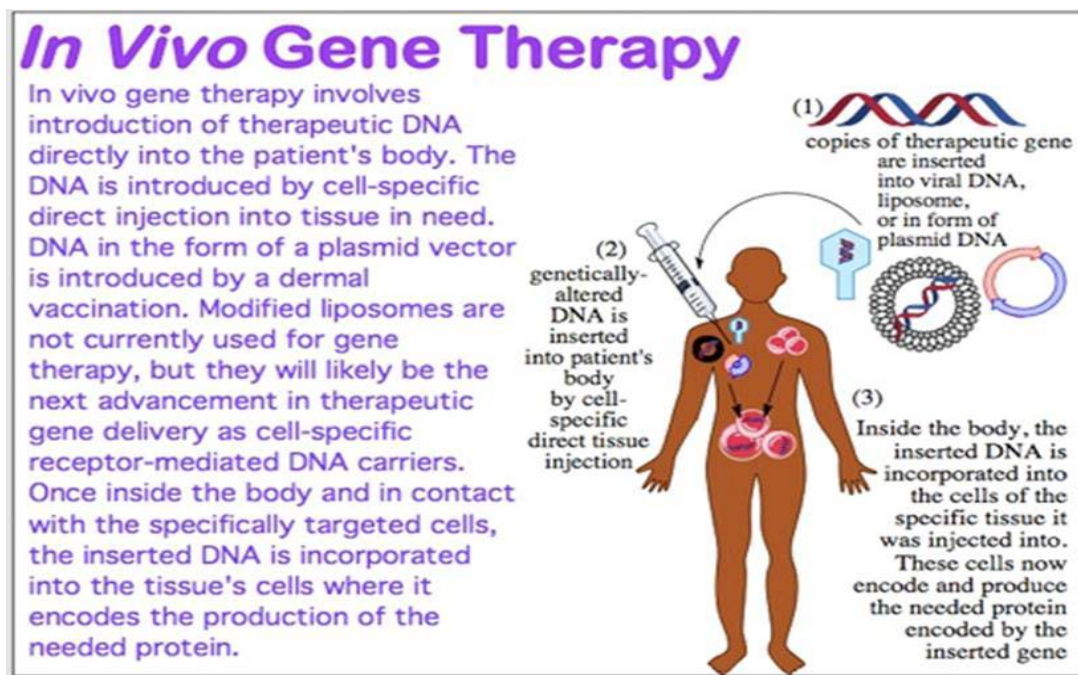 In Vivo Gene Therapy
In vivo gene therapy involves
introduction of therapeutic DNA
directly into the patient's body. The
DNA is introduced by cell-specific
direct injection into tissue in need.
DNA in the form of a plasmid vector
is introduced by a dermal
vaccination. Modified liposomes are
not currently used for gene
therapy, but they will likely be the
next advancement in therapeutic
gene delivery as cell-specific
receptor-mediated DNA carriers.
Once inside the body and in contact
with the specifically targeted cells,
the inserted DNA is incorporated
into the tissue's cells where it
encodes the production of the
needed protein.
(1)
copies of therapeutic gene
are inserted
into viral DNA,
liposome,
or in form of
plasmid DNA
(2)
genetically-
altered
DNA is
inserted
into patient's
body
by cell-
specific
direct tissue
injection
(3)
Inside the body, the
inserted DNA is
incorporated into
the cells of the
specific tissue it
was injected into.
These cells now
encode and produce
the needed protein
encoded by the
inserted gene